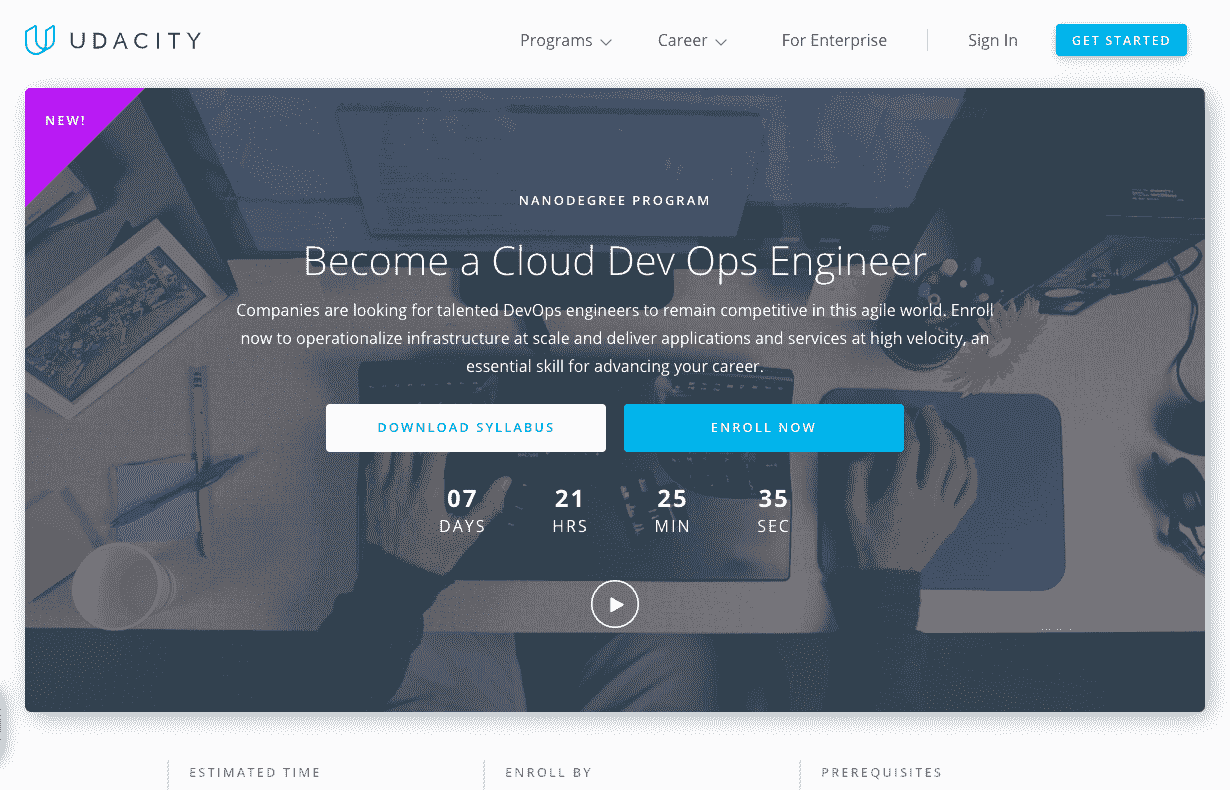 UDACITY
Programs
Career
For Enterprise
Sign In
GET STARTED
NEW!
NANODEGREE PROGRAM
Become a Cloud Dev Ops Engineer
Companies are looking for talented DevOps engineers to remain competitive in this agile world. Enroll
now to operationalize infrastructure at scale and deliver applications and services at high velocity, an
essential skill for advancing your career.
DOWNLOAD SYLLABUS
ENROLL NOW
07 21 25 35
DAYS HRS MIN SEC
ESTIMATED TIME
ENROLL BY
PREREQUISITES